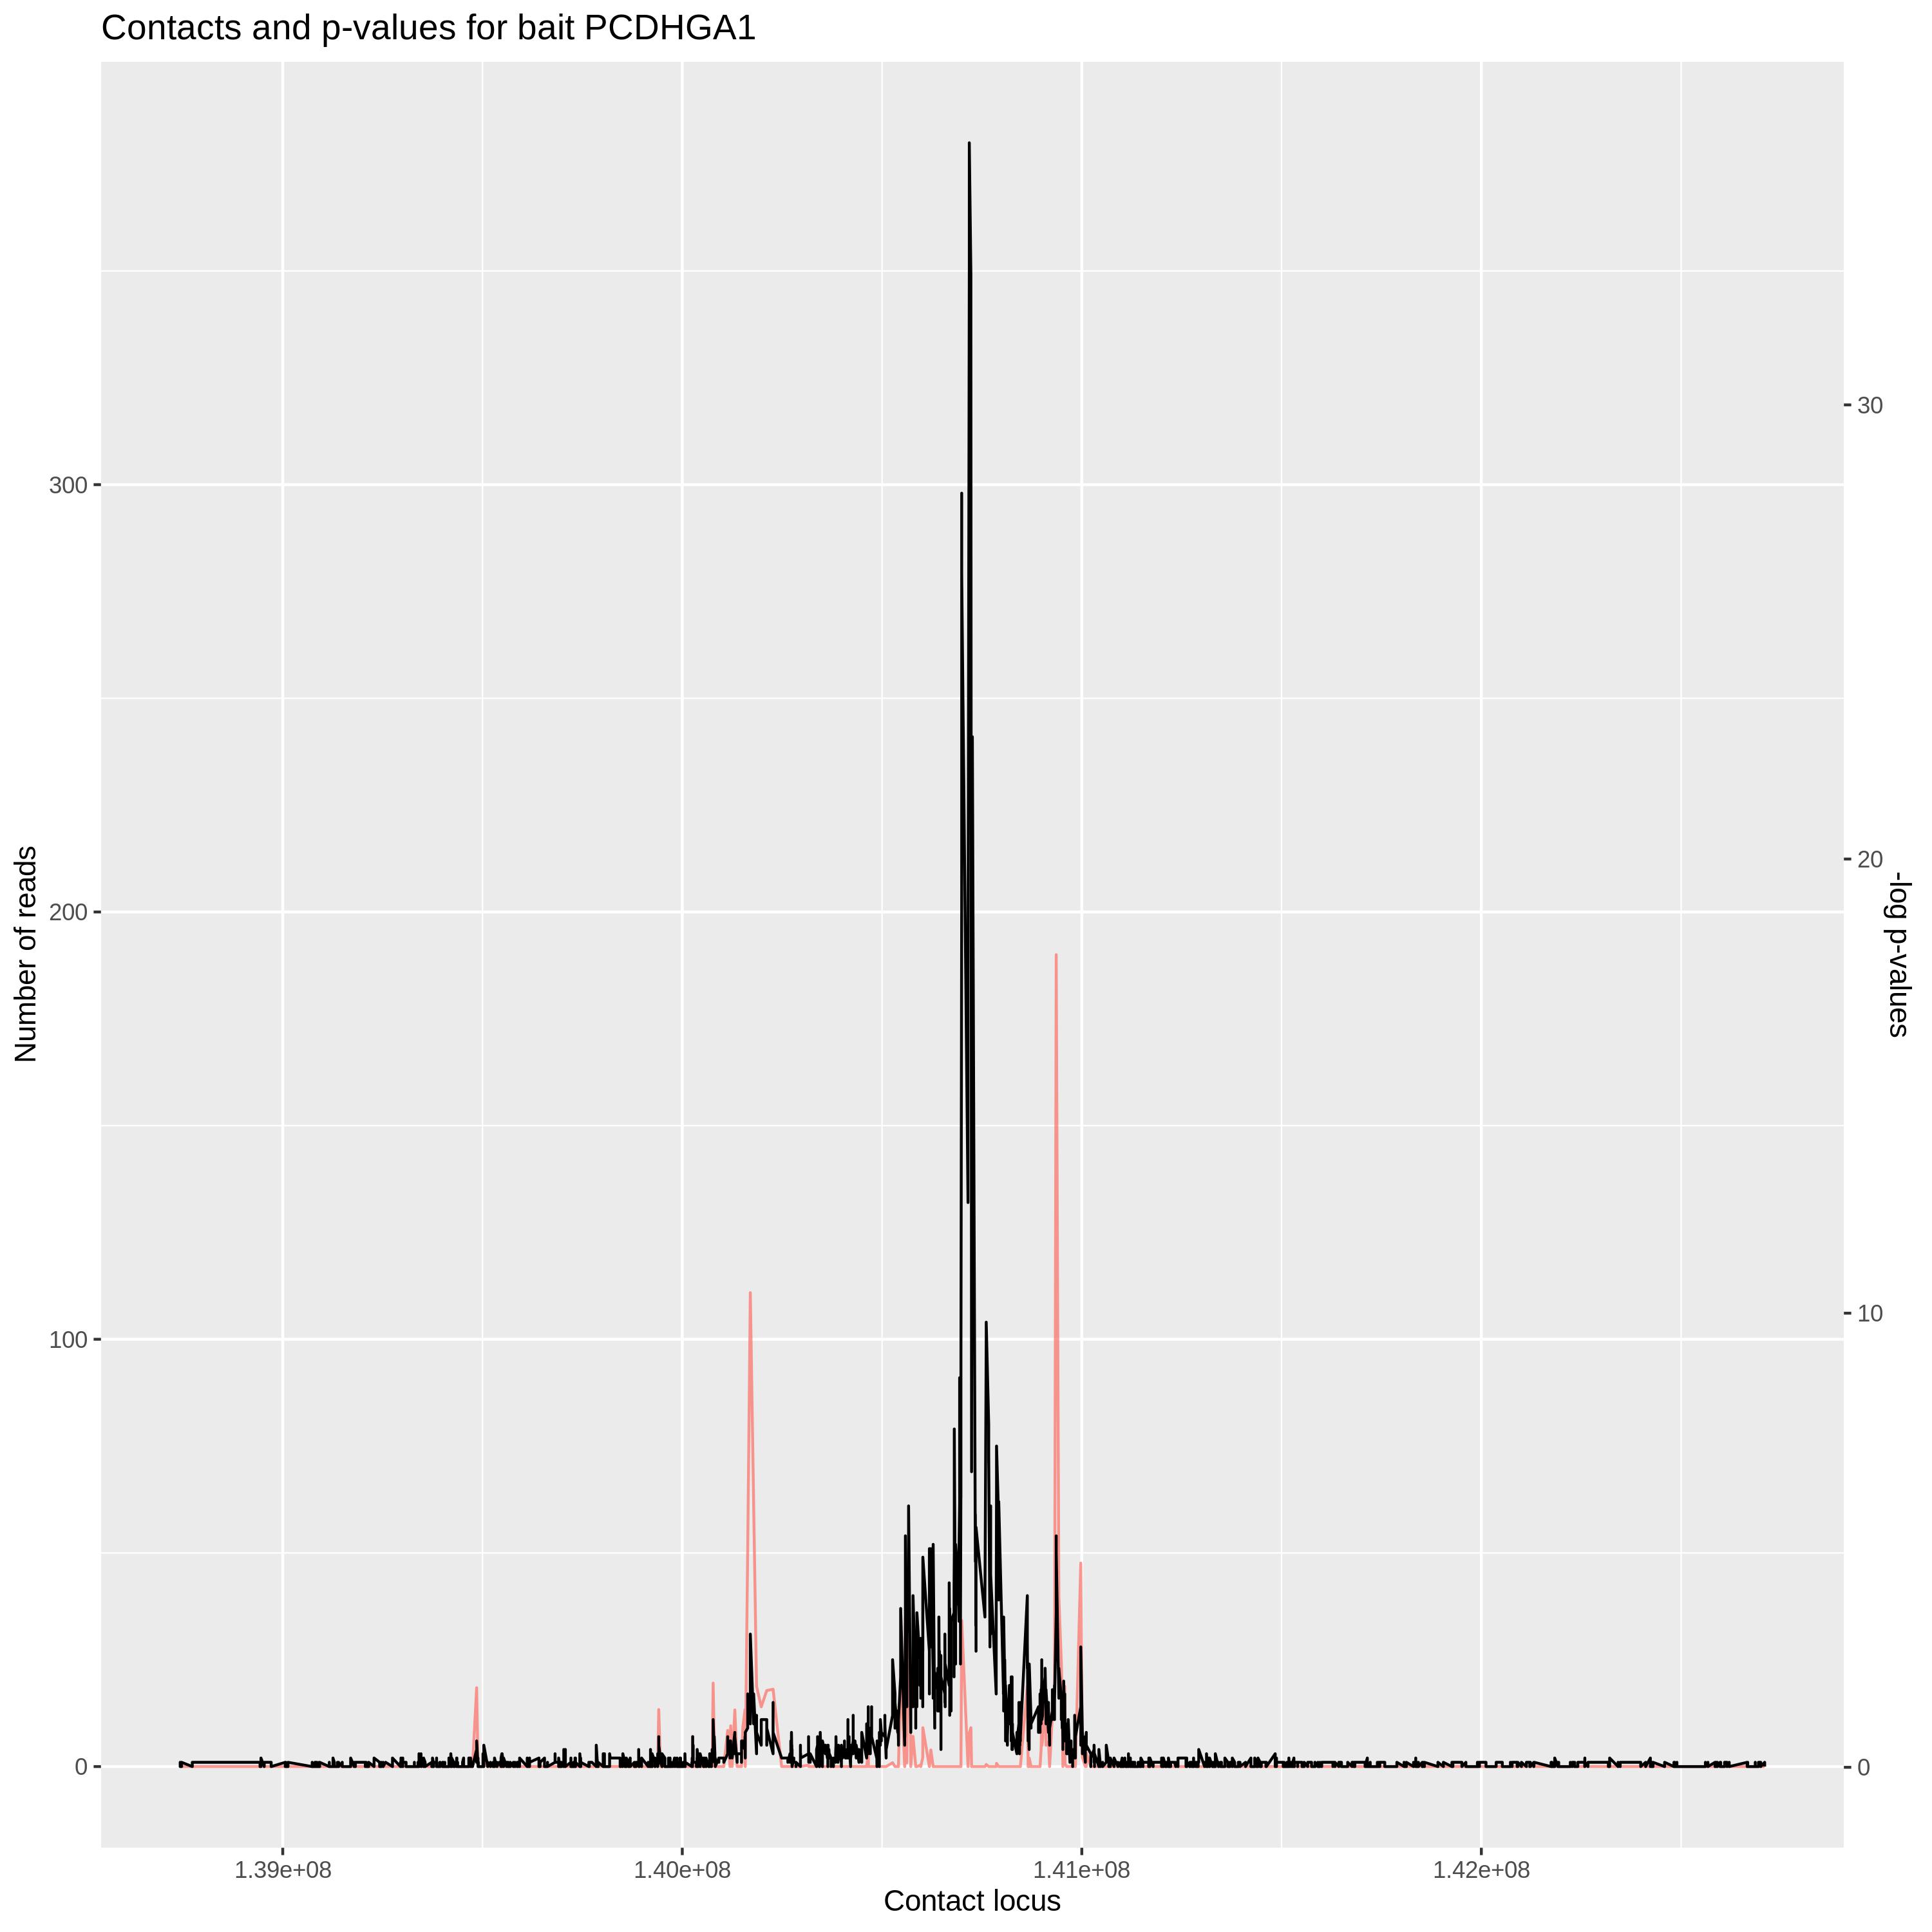 Contacts and p-values for bait PCDHGA1
Number of reads
300
200
100
0
30
20
10
0
-log p-values
1.39e+08 1.40e+08 1.41e+08 1.42e+08
Contact locus